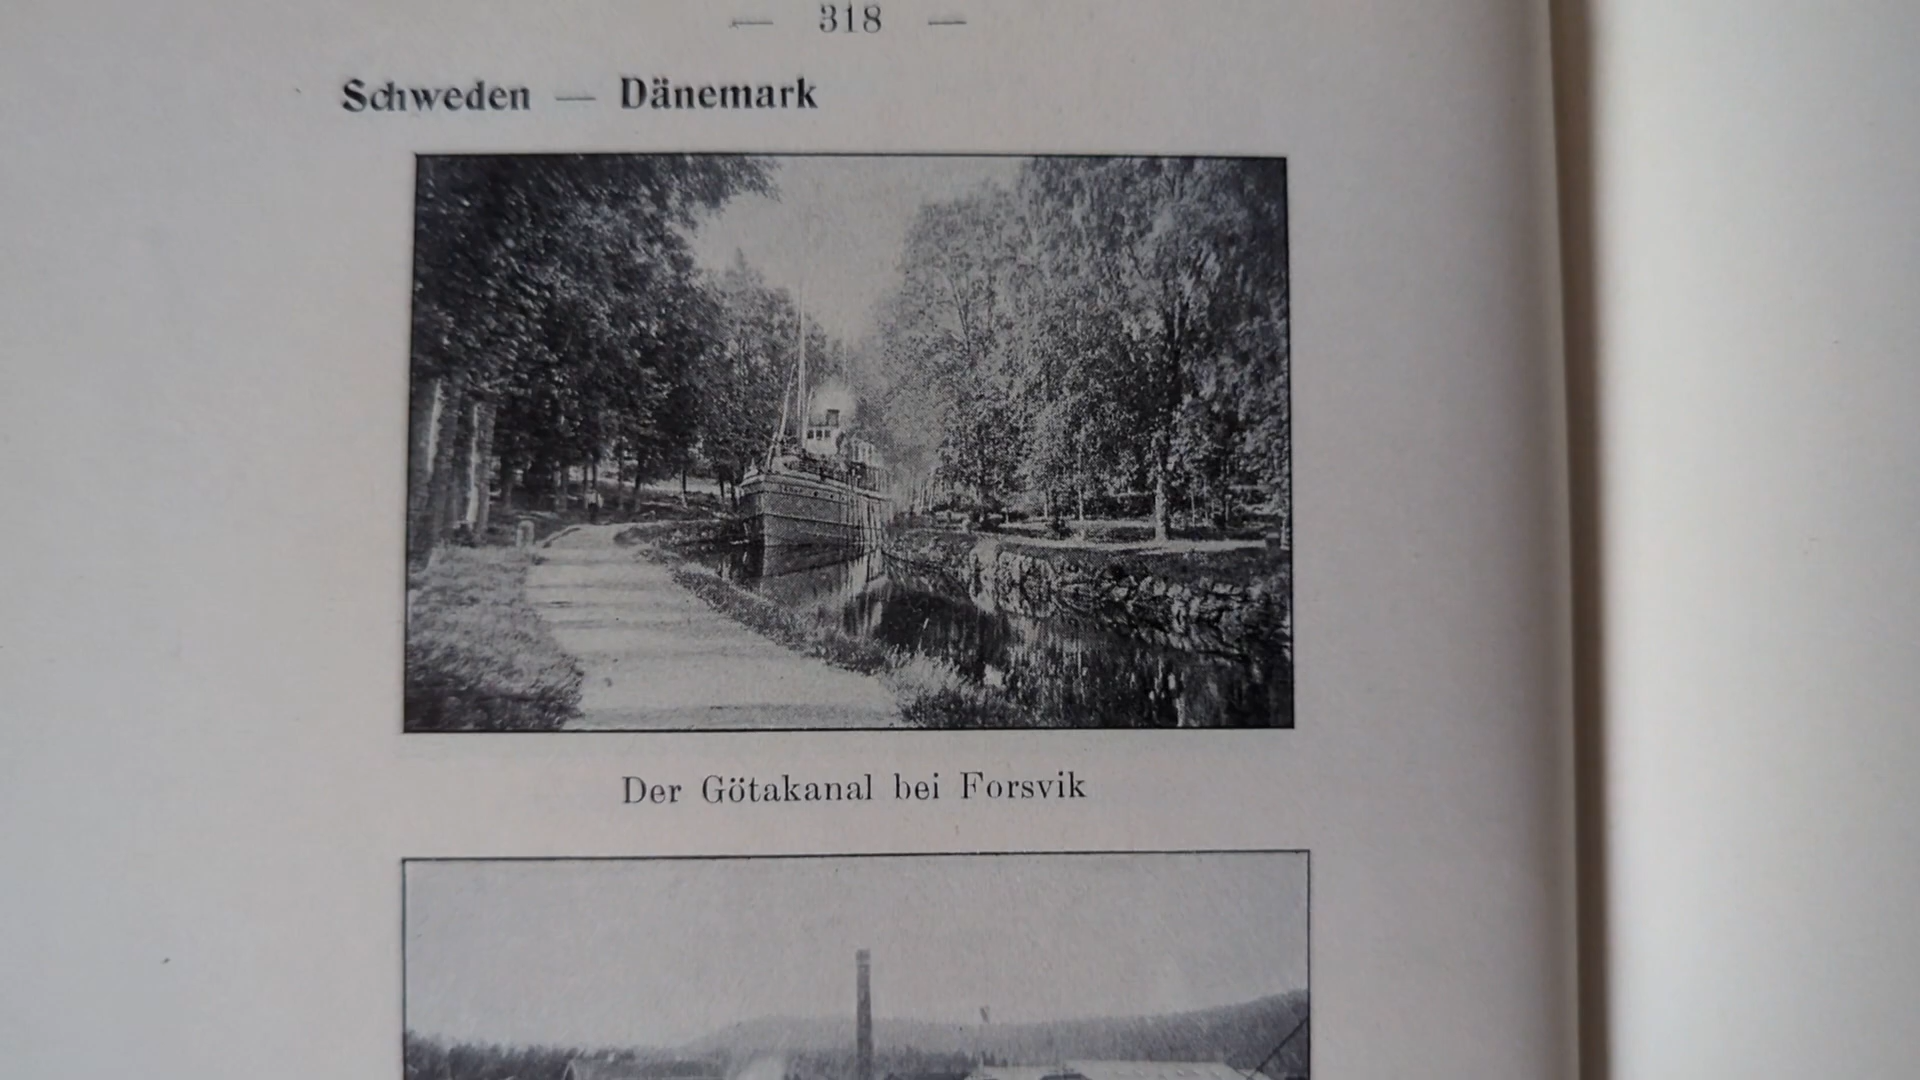 — 318 —
Schweden — Dänemark
Der Götakanal bei Forsvik